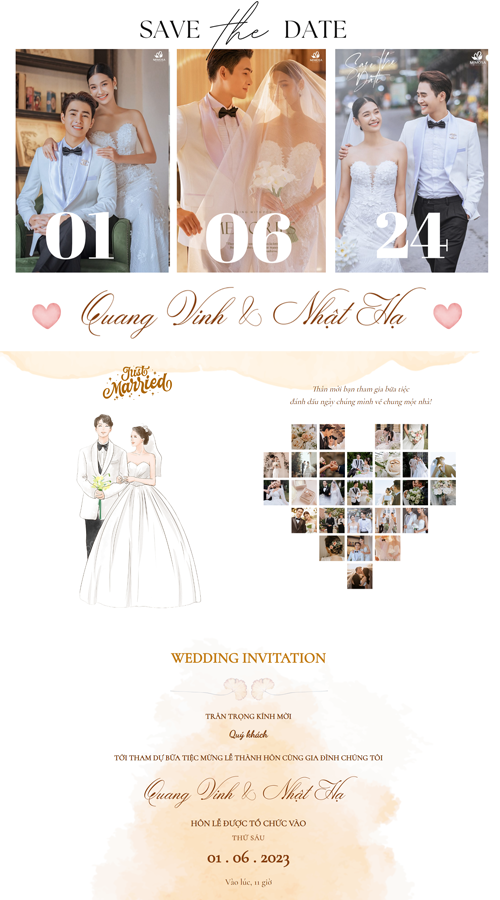 SAVE the DATE
Save the
Date
01
06
24
Quang Vinh & Nhật Hạ
Just
Married
Thân mời bạn tham gia bữa tiệc
đánh dấu ngày chúng mình về chung một nhà!
WEDDING INVITATION
TRÂN TRỌNG KÍNH MỜI
Quý khách
TỚI THAM DỰ BỮA TIỆC MỪNG LỄ THÀNH HÔN CÙNG GIA ĐÌNH CHÚNG TÔI
Quang Vinh & Nhật Hạ
HÔN LỄ ĐƯỢC TỔ CHỨC VÀO
THỨ SÁU
01 . 06 . 2023
Vào lúc, 11 giờ